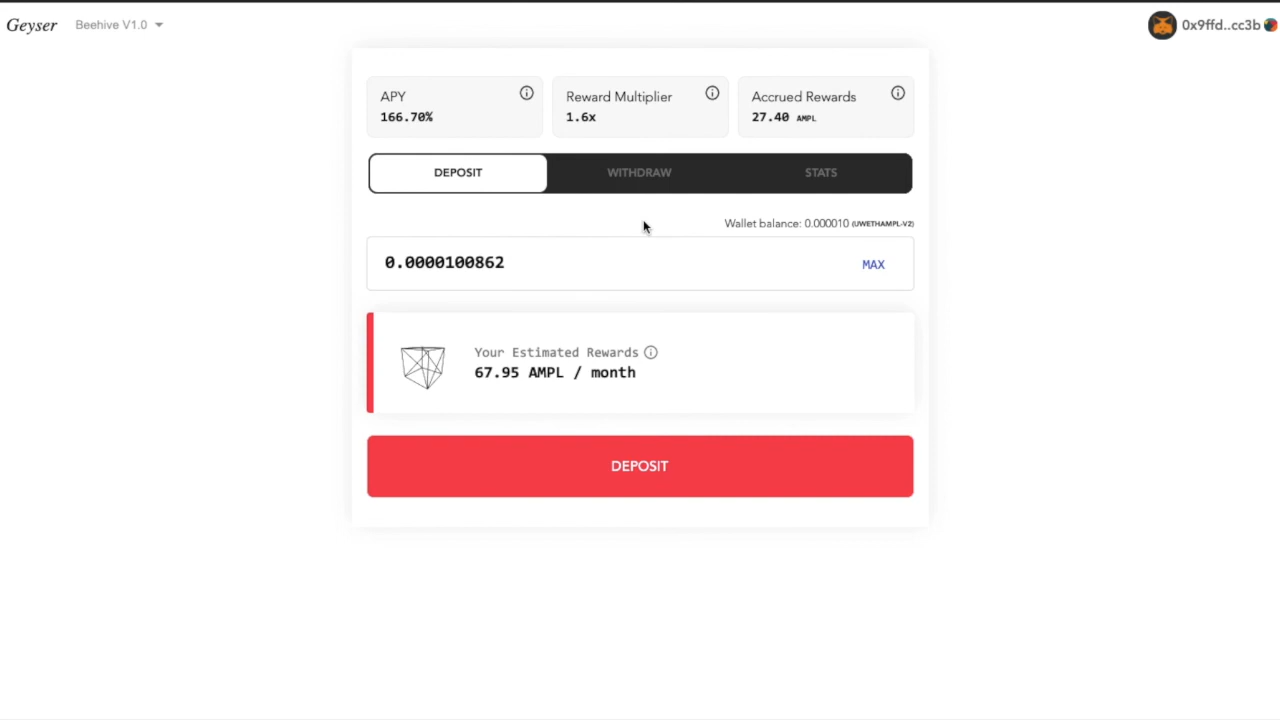 Geyser Beehive V1.0 0x9ffd..cc3b
APY Reward Multiplier Accrued Rewards
166.70% 1.6x 27.40 AMPL
DEPOSIT WITHDRAW STATS
Wallet balance: 0.000010 (UWETHAMPL-V2)
0.0000100862 MAX
Your Estimated Rewards
67.95 AMPL / month
DEPOSIT